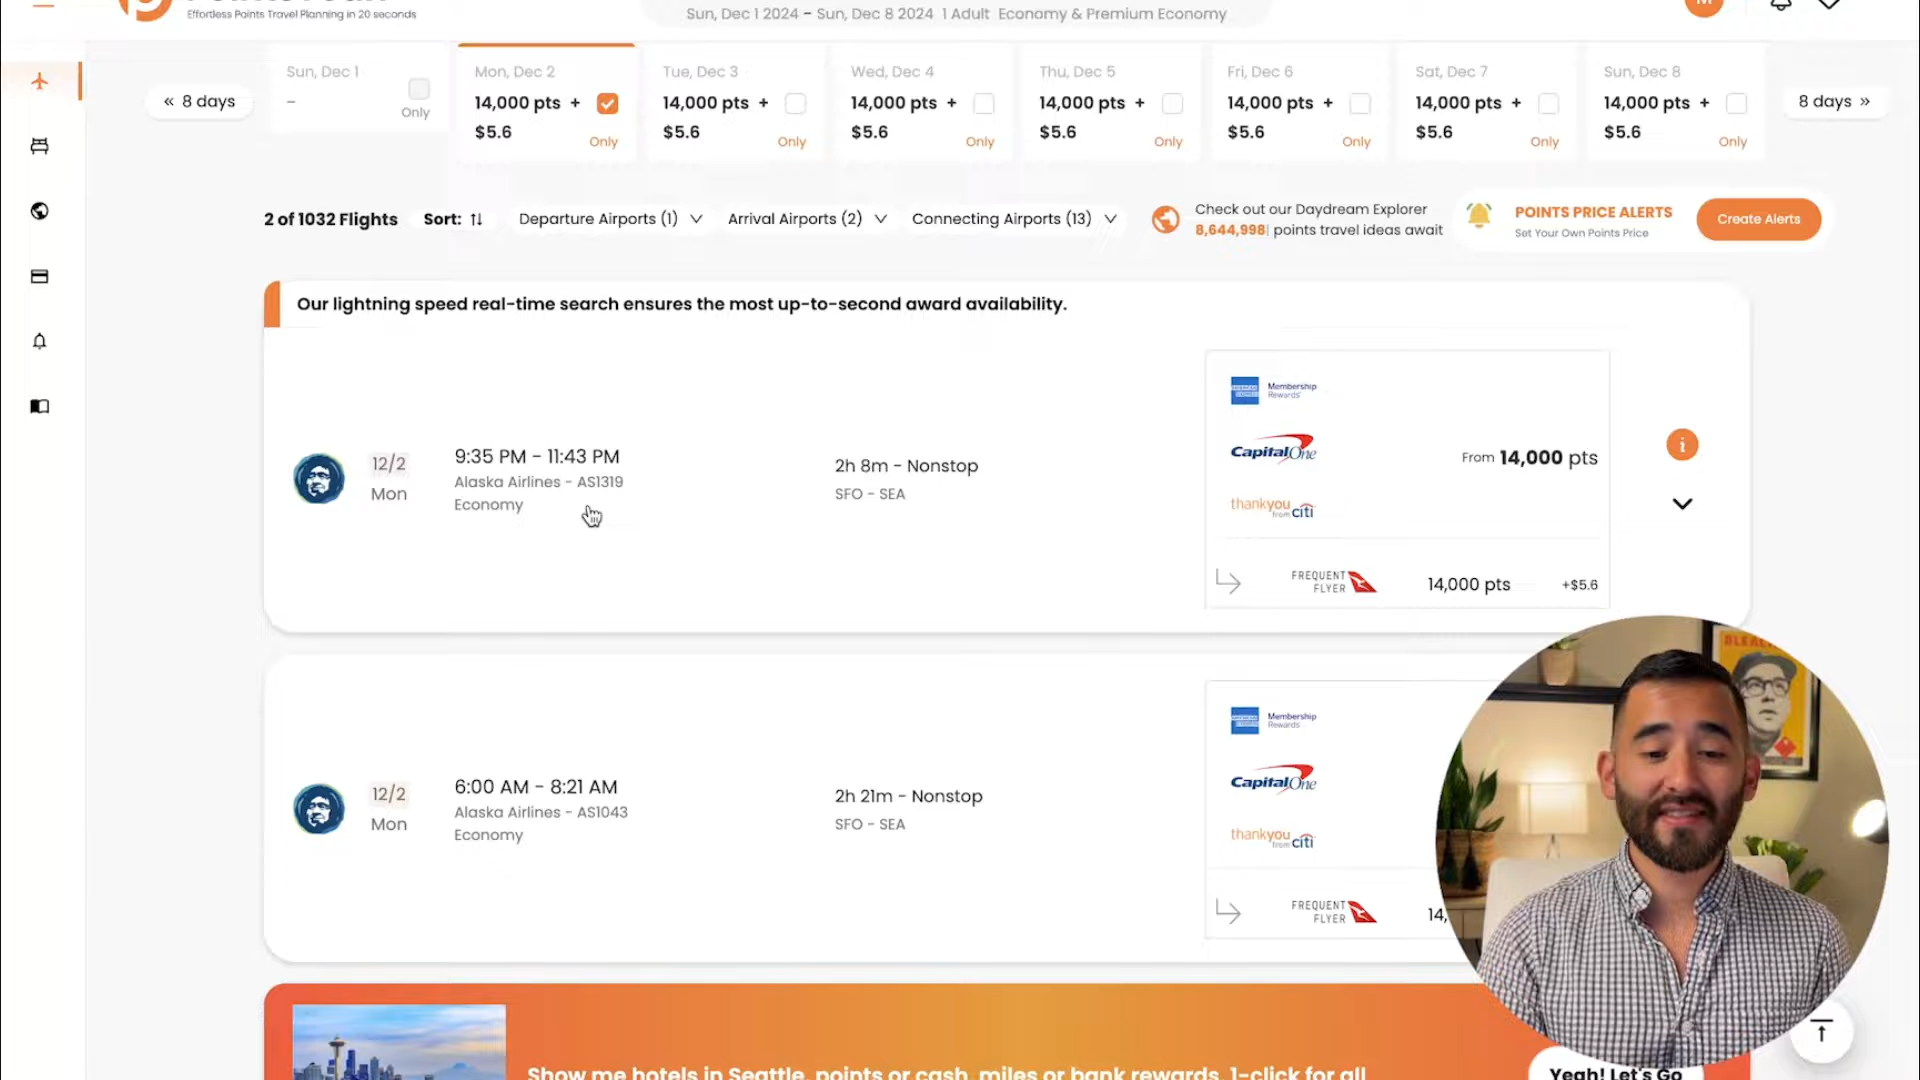 Effortless Points Travel Planning in 20 seconds
Sun, Dec 1 2024 – Sun, Dec 8 2024 1 Adult Economy & Premium Economy
M
« 8 days
Sun, Dec 1
–
Only
Mon, Dec 2
14,000 pts +
$5.6
Only
Tue, Dec 3
14,000 pts +
$5.6
Only
Wed, Dec 4
14,000 pts +
$5.6
Only
Thu, Dec 5
14,000 pts +
$5.6
Only
Fri, Dec 6
14,000 pts +
$5.6
Only
Sat, Dec 7
14,000 pts +
$5.6
Only
Sun, Dec 8
14,000 pts +
$5.6
Only
8 days »
2 of 1032 Flights
Sort:
Departure Airports (1)
Arrival Airports (2)
Connecting Airports (13)
Check out our Daydream Explorer
8,644,998 points travel ideas await
POINTS PRICE ALERTS
Set Your Own Points Price
Create Alerts
Our lightning speed real-time search ensures the most up-to-second award availability.
12/2
Mon
9:35 PM – 11:43 PM
Alaska Airlines - AS1319
Economy
2h 8m – Nonstop
SFO – SEA
Membership
Rewards
Capital One
thankyou
from citi
From 14,000 pts
FREQUENT
FLYER
14,000 pts
+$5.6
12/2
Mon
6:00 AM – 8:21 AM
Alaska Airlines - AS1043
Economy
2h 21m – Nonstop
SFO – SEA
Membership
Rewards
Capital One
thankyou
from citi
FREQUENT
FLYER
14,
Show me hotels in Seattle, points or cash, miles or bank rewards, 1-click for all
Yeah! Let's Go